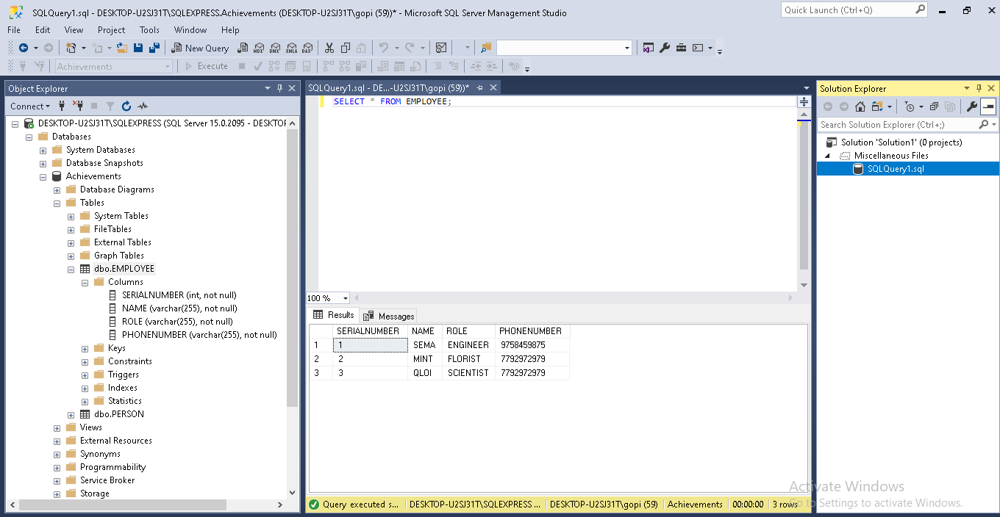 SQLQuery1.sql - DESKTOP-U2SJ31T\SQLEXPRESS.Achievements (DESKTOP-U2SJ31T\gopi (59))* - Microsoft SQL Server Management Studio
Quick Launch (Ctrl+Q)
File Edit View Project Tools Window Help
New Query MDX DMX XMLA DAX
Achievements Execute
Object Explorer
Connect
DESKTOP-U2SJ31T\SQLEXPRESS (SQL Server 15.0.2095 - DESKTO
Databases
System Databases
Database Snapshots
Achievements
Database Diagrams
Tables
System Tables
FileTables
External Tables
Graph Tables
dbo.EMPLOYEE
Columns
SERIALNUMBER (int, not null)
NAME (varchar(255), not null)
ROLE (varchar(255), not null)
PHONENUMBER (varchar(255), not null)
Keys
Constraints
Triggers
Indexes
Statistics
dbo.PERSON
Views
External Resources
Synonyms
Programmability
Service Broker
Storage
SQLQuery1.sql - DE...-U2SJ31T\gopi (59))*
SELECT * FROM EMPLOYEE;
100 %
Results Messages
SERIALNUMBER NAME ROLE PHONENUMBER
1 1 SEMA ENGINEER 9758459875
2 2 MINT FLORIST 7792972979
3 3 QLOI SCIENTIST 7792972979
Query executed s... DESKTOP-U2SJ31T\SQLEXPRESS ... DESKTOP-U2SJ31T\gopi (59) Achievements 00:00:00 3 rows
Solution Explorer
Search Solution Explorer (Ctrl+;)
Solution 'Solution1' (0 projects)
Miscellaneous Files
SQLQuery1.sql
Activate Windows
Go to Settings to activate Windows.